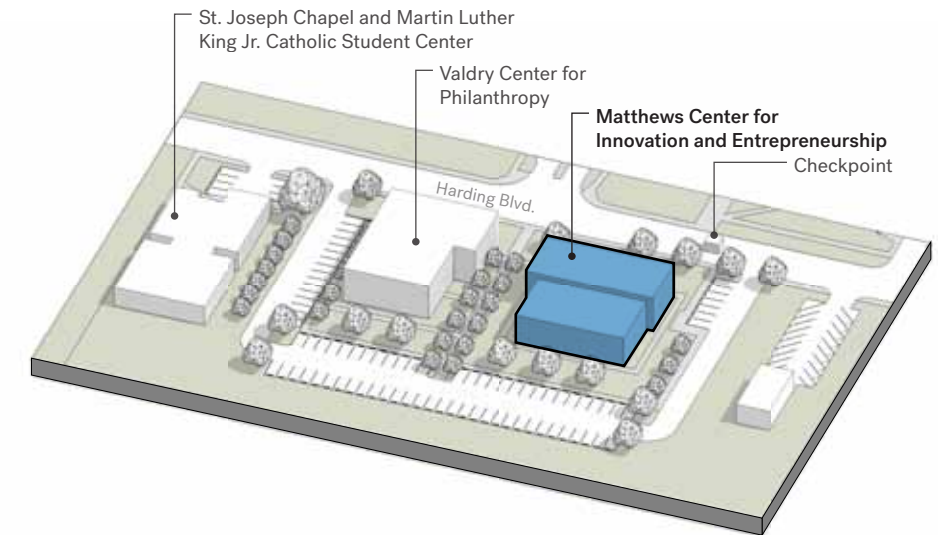 St. Joseph Chapel and Martin Luther
King Jr. Catholic Student Center
Valdry Center for
Philanthropy
Matthews Center for
Innovation and Entrepreneurship
Checkpoint
Harding Blvd.